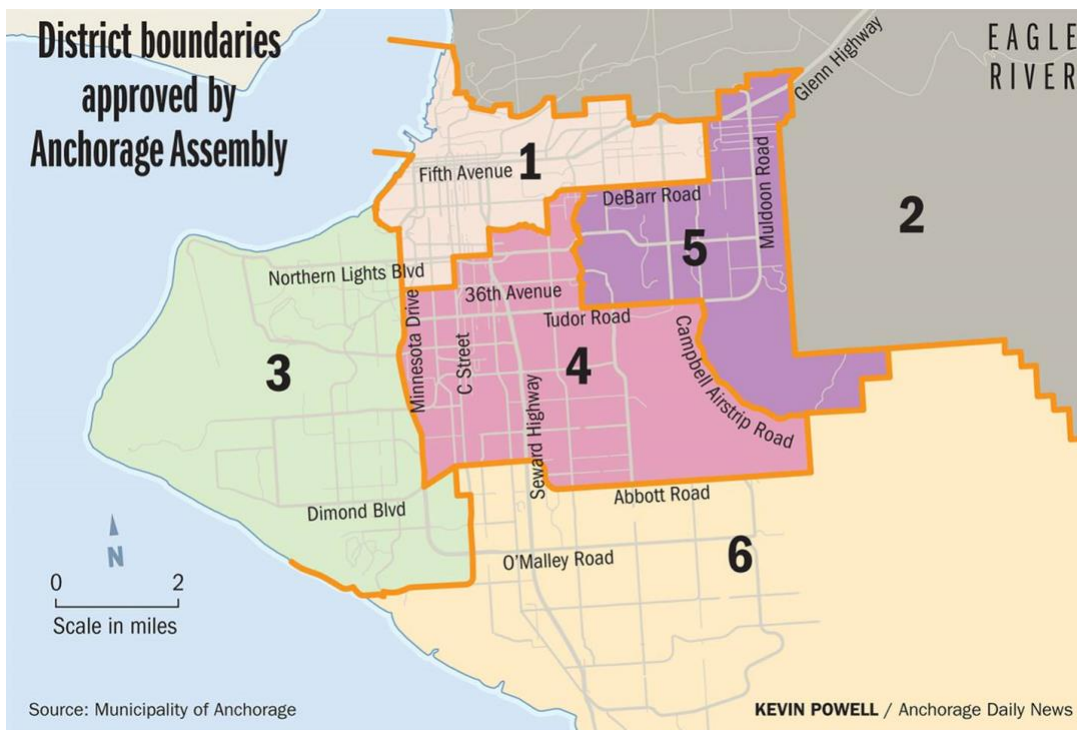 District boundaries
approved by
Anchorage Assembly
EAGLE
RIVER
Glenn Highway
1
Fifth Avenue
DeBarr Road
Muldoon Road
2
5
Northern Lights Blvd
36th Avenue
Tudor Road
Minnesota Drive
C Street
3
4
Campbell Airstrip Road
Seward Highway
Abbott Road
Dimond Blvd
N
O'Malley Road
6
0 2
Scale in miles
Source: Municipality of Anchorage
KEVIN POWELL / Anchorage Daily News